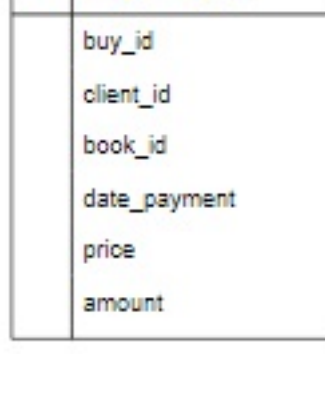 buy_id
client_id
book_id
date_payment
price
amount